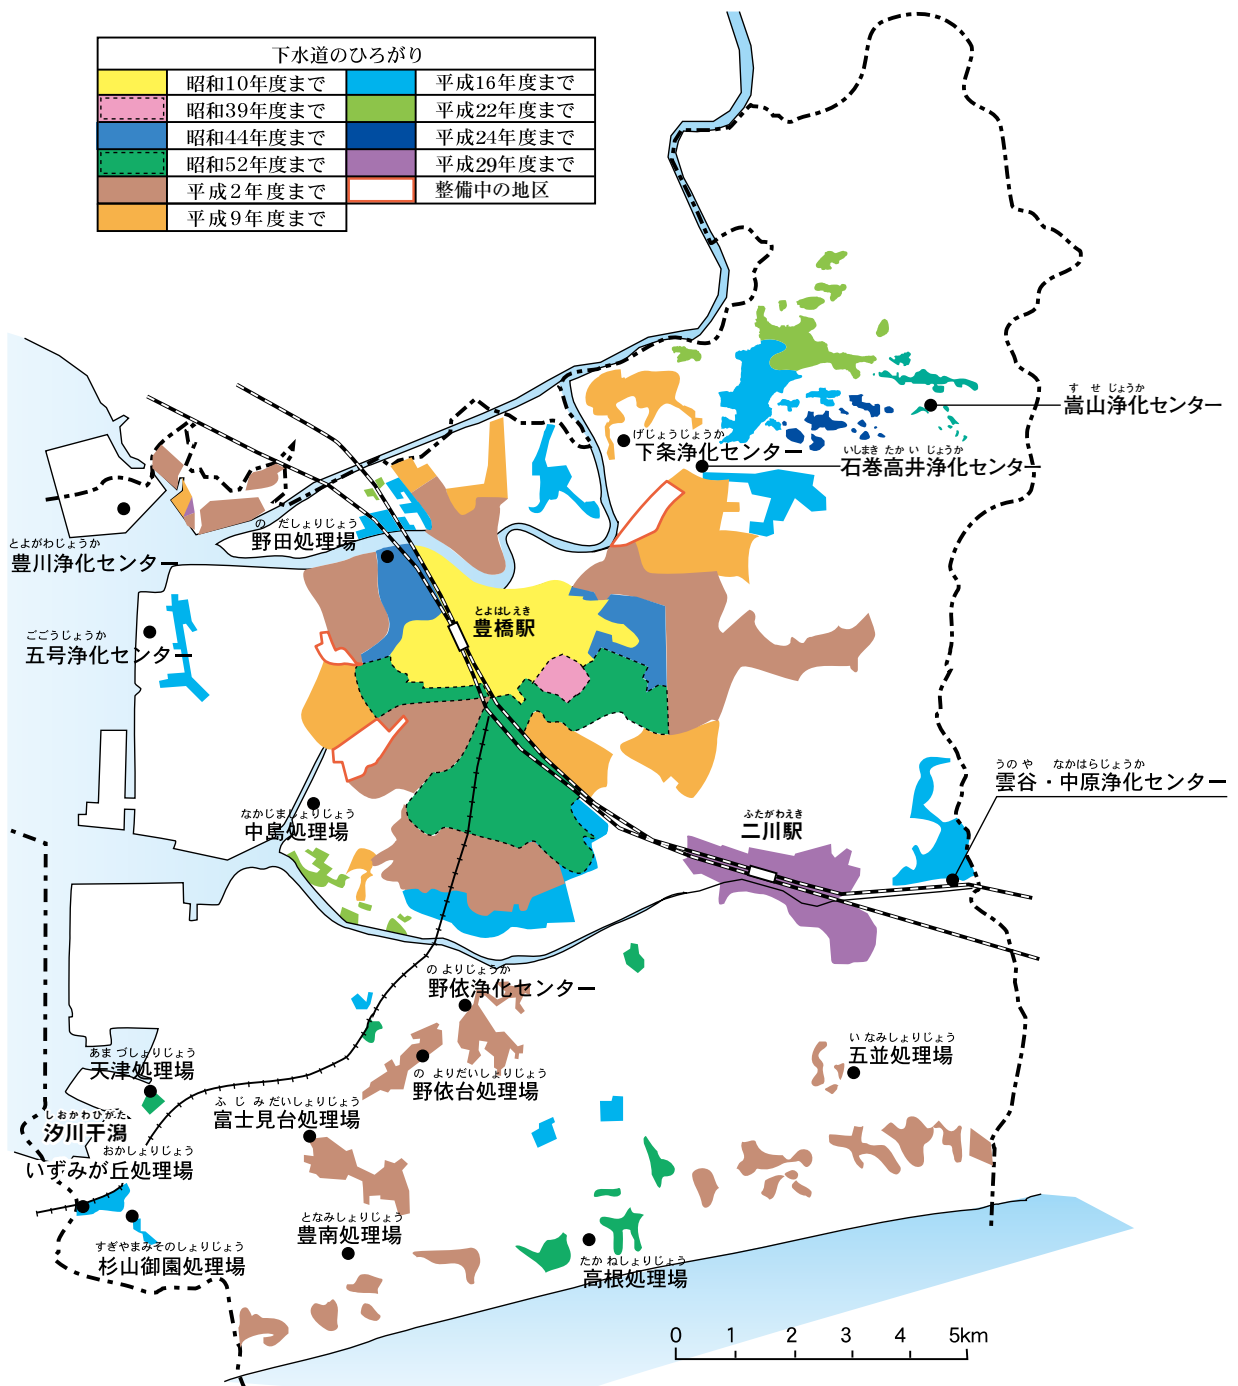 下水道のひろがり
昭和10年度まで
平成16年度まで
昭和39年度まで
平成22年度まで
昭和44年度まで
平成24年度まで
昭和52年度まで
平成29年度まで
平成2年度まで
整備中の地区
平成9年度まで
すせじょうか
嵩山浄化センター
げじょうじょうか
下条浄化センター
いしまきたかいじょうか
石巻高井浄化センター
のだしょりじょう
野田処理場
とよがわじょうか
豊川浄化センター
とよはしえき
豊橋駅
ごごうじょうか
五号浄化センター
うのや なかはらじょうか
雲谷・中原浄化センター
なかじましょりじょう
中島処理場
ふたがわえき
二川駅
のよりじょうか
野依浄化センター
いなみしょりじょう
五並処理場
あまづしょりじょう
天津処理場
のよりだいしょりじょう
野依台処理場
ふじみだいしょりじょう
富士見台処理場
しおかわひがた
汐川干潟
おかしょりじょう
いずみが丘処理場
となみしょりじょう
豊南処理場
すぎやまみそのしょりじょう
杉山御園処理場
たかねしょりじょう
高根処理場
0 1 2 3 4 5km